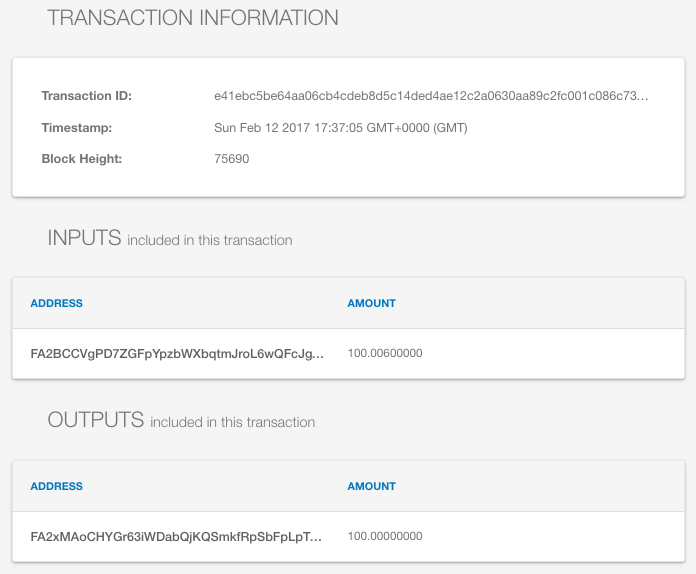 TRANSACTION INFORMATION
Transaction ID: e41ebc5be64aa06cb4cdeb8d5c14ded4ae12c2a0630aa89c2fc001c086c73...
Timestamp: Sun Feb 12 2017 17:37:05 GMT+0000 (GMT)
Block Height: 75690
INPUTS included in this transaction
ADDRESS AMOUNT
FA2BCCVgPD7ZGFpYpzbWXbqtmJroL6wQFcJg... 100.00600000
OUTPUTS included in this transaction
ADDRESS AMOUNT
FA2xMAoCHYGr63iWDabQjKQSmkfRpSbFpLpT... 100.00000000